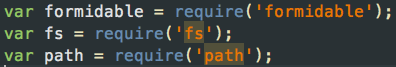 var formidable = require('formidable');
var fs = require('fs');
var path = require('path');